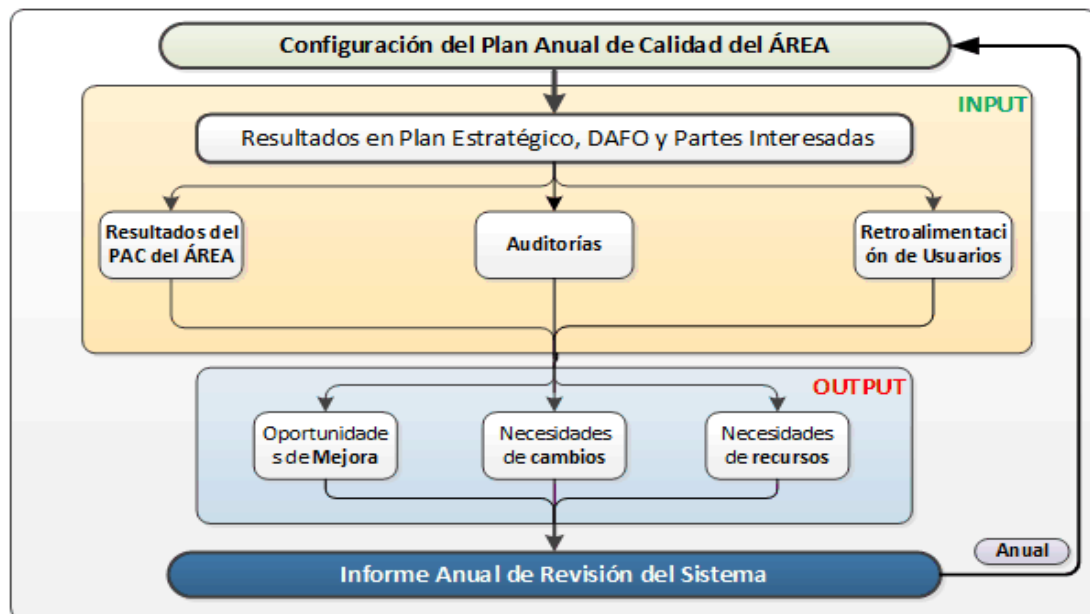 Configuración del Plan Anual de Calidad del ÁREA
INPUT
Resultados en Plan Estratégico, DAFO y Partes Interesadas
Resultados del
PAC del ÁREA
Auditorías
Retroalimentaci
ón de Usuarios
OUTPUT
Oportunidade
s de Mejora
Necesidades
de cambios
Necesidades
de recursos
Anual
Informe Anual de Revisión del Sistema